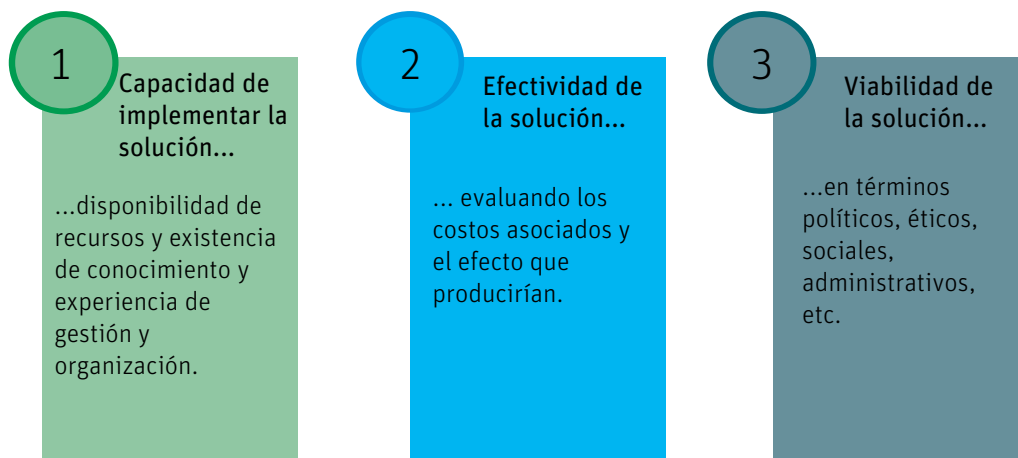 1
Capacidad de
implementar la
solución...
...disponibilidad de
recursos y existencia
de conocimiento y
experiencia de
gestión y
organización.
2
Efectividad de
la solución...
... evaluando los
costos asociados y
el efecto que
producirían.
3
Viabilidad de
la solución...
...en términos
políticos, éticos,
sociales,
administrativos,
etc.